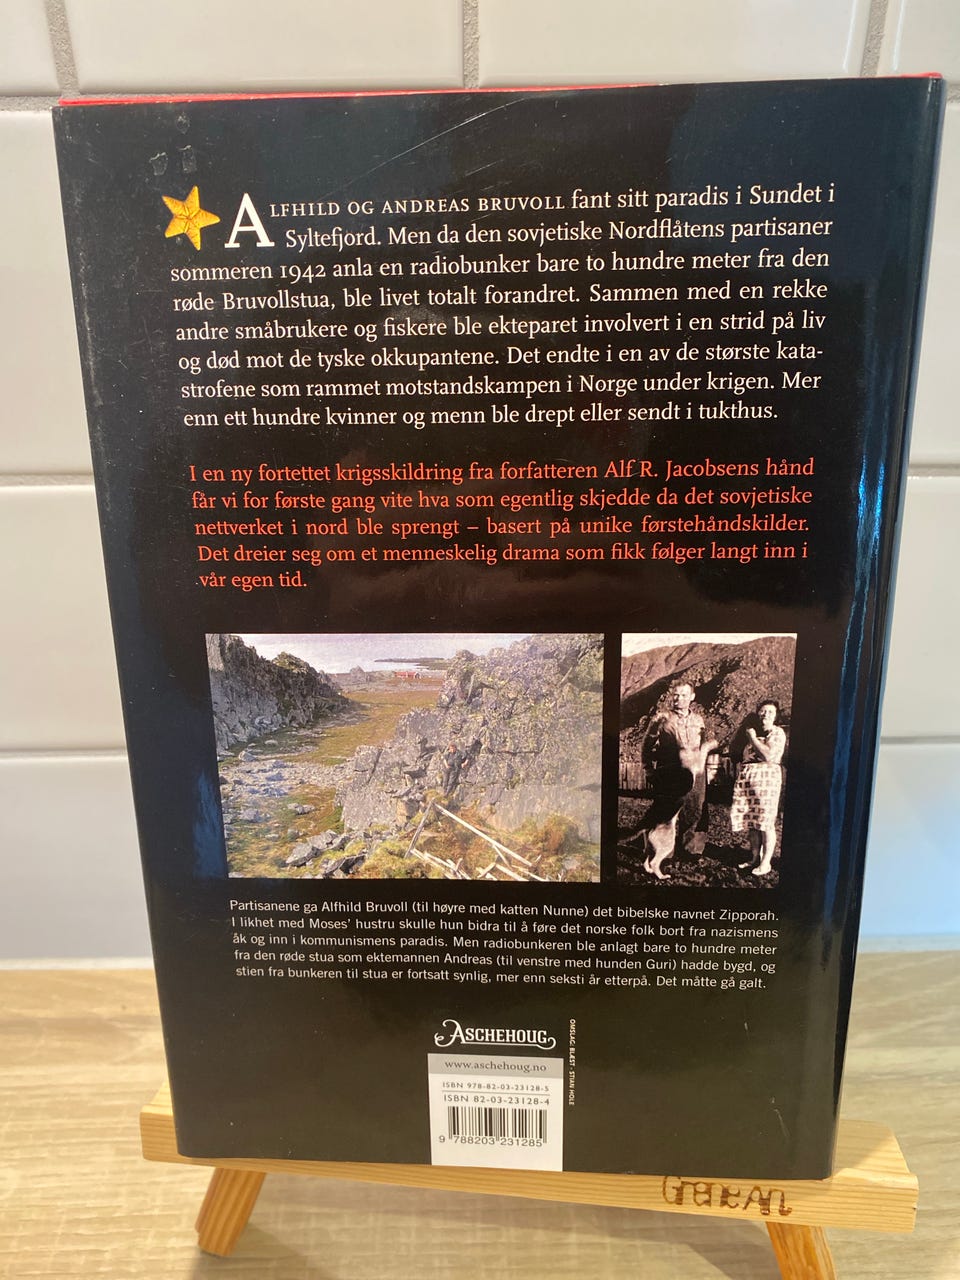 ALFHILD OG ANDREAS BRUVOLL fant sitt paradis i Sundet i
Syltefjord. Men da den sovjetiske Nordflåtens partisaner
sommeren 1942 anla en radiobunker bare to hundre meter fra den
røde Bruvollstua, ble livet totalt forandret. Sammen med en rekke
andre småbrukere og fiskere ble ekteparet involvert i en strid på liv
og død mot de tyske okkupantene. Det endte i en av de største kata-
strofene som rammet motstandskampen i Norge under krigen. Mer
enn ett hundre kvinner og menn ble drept eller sendt i tukthus.
I en ny fortettet krigsskildring fra forfatteren Alf R. Jacobsens hånd
får vi for første gang vite hva som egentlig skjedde da det sovjetiske
nettverket i nord ble sprengt – basert på unike førstehåndskilder.
Det dreier seg om et menneskelig drama som fikk følger langt inn i
vår egen tid.
Partisanene ga Alfhild Bruvoll (til høyre med katten Nunne) det bibelske navnet Zipporah.
I likhet med Moses' hustru skulle hun bidra til å føre det norske folk bort fra nazismens
åk og inn i kommunismens paradis. Men radiobunkeren ble anlagt bare to hundre meter
fra den røde stua som ektemannen Andreas (til venstre med hunden Guri) hadde bygd, og
stien fra bunkeren til stua er fortsatt synlig, mer enn seksti år etterpå. Det måtte gå galt.
ASCHEHOUG
www.aschehoug.no
ISBN 978-82-03-23128-5
ISBN 82-03-23128-4
9 788203 231285
OMSLAG: BLÆST · STIAN HOLE
Grene An